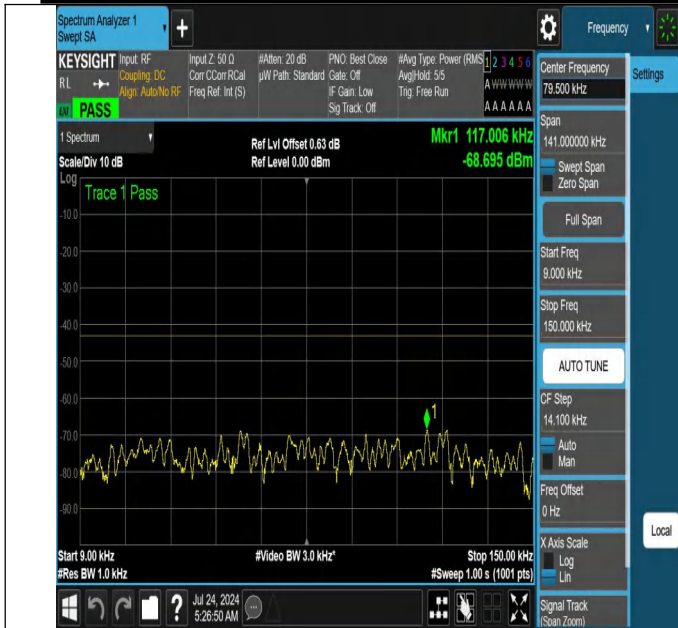 Spectrum Analyzer 1
Swept SA
+
Frequency
KEYSIGHT
RL
PASS
Input: RF
Coupling: DC
Align: Auto/No RF
Input Z: 50 Ω
Corr CCorr RCal
Freq Ref: Int (S)
#Atten: 20 dB
µW Path: Standard
PNO: Best Close
Gate: Off
IF Gain: Low
Sig Track: Off
#Avg Type: Power (RMS
Avg|Hold: 5/5
Trig: Free Run
1 2 3 4 5 6
A W W W W W
A A A A A A
1 Spectrum
Scale/Div 10 dB
Ref Lvl Offset 0.63 dB
Ref Level 0.00 dBm
Mkr1 117.006 kHz
-68.695 dBm
Log
Trace 1 Pass
-10.0
-20.0
-30.0
-40.0
-50.0
-60.0
-70.0
-80.0
-90.0
1
Start 9.00 kHz
#Res BW 1.0 kHz
#Video BW 3.0 kHz*
Stop 150.00 kHz
#Sweep 1.00 s (1001 pts)
?
Jul 24, 2024
5:26:50 AM
Center Frequency
79.500 kHz
Settings
Span
141.000000 kHz
Swept Span
Zero Span
Full Span
Start Freq
9.000 kHz
Stop Freq
150.000 kHz
AUTO TUNE
CF Step
14.100 kHz
Auto
Man
Freq Offset
0 Hz
Local
X Axis Scale
Log
Lin
Signal Track
(Span Zoom)